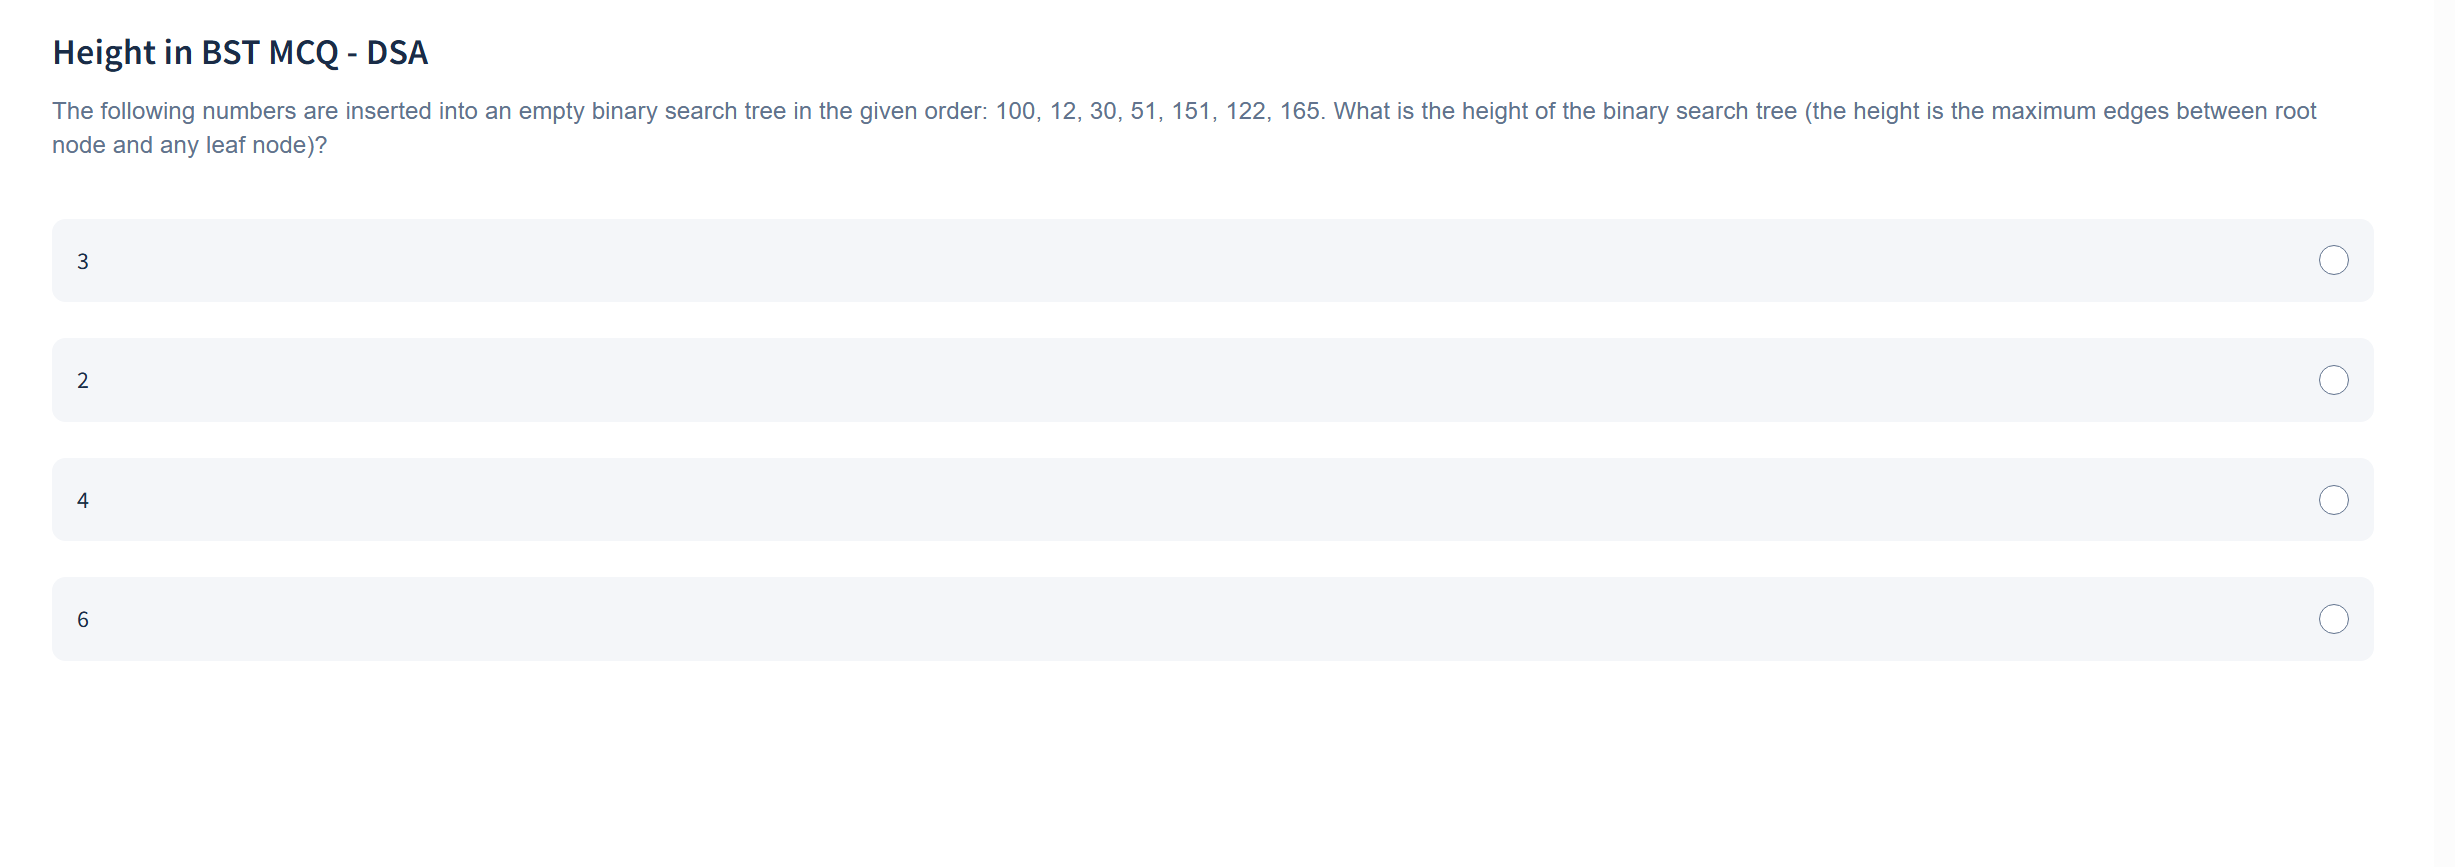 Height in BST MCQ - DSA
The following numbers are inserted into an empty binary search tree in the given order: 100, 12, 30, 51, 151, 122, 165. What is the height of the binary search tree (the height is the maximum edges between root
node and any leaf node)?
3
2
4
6